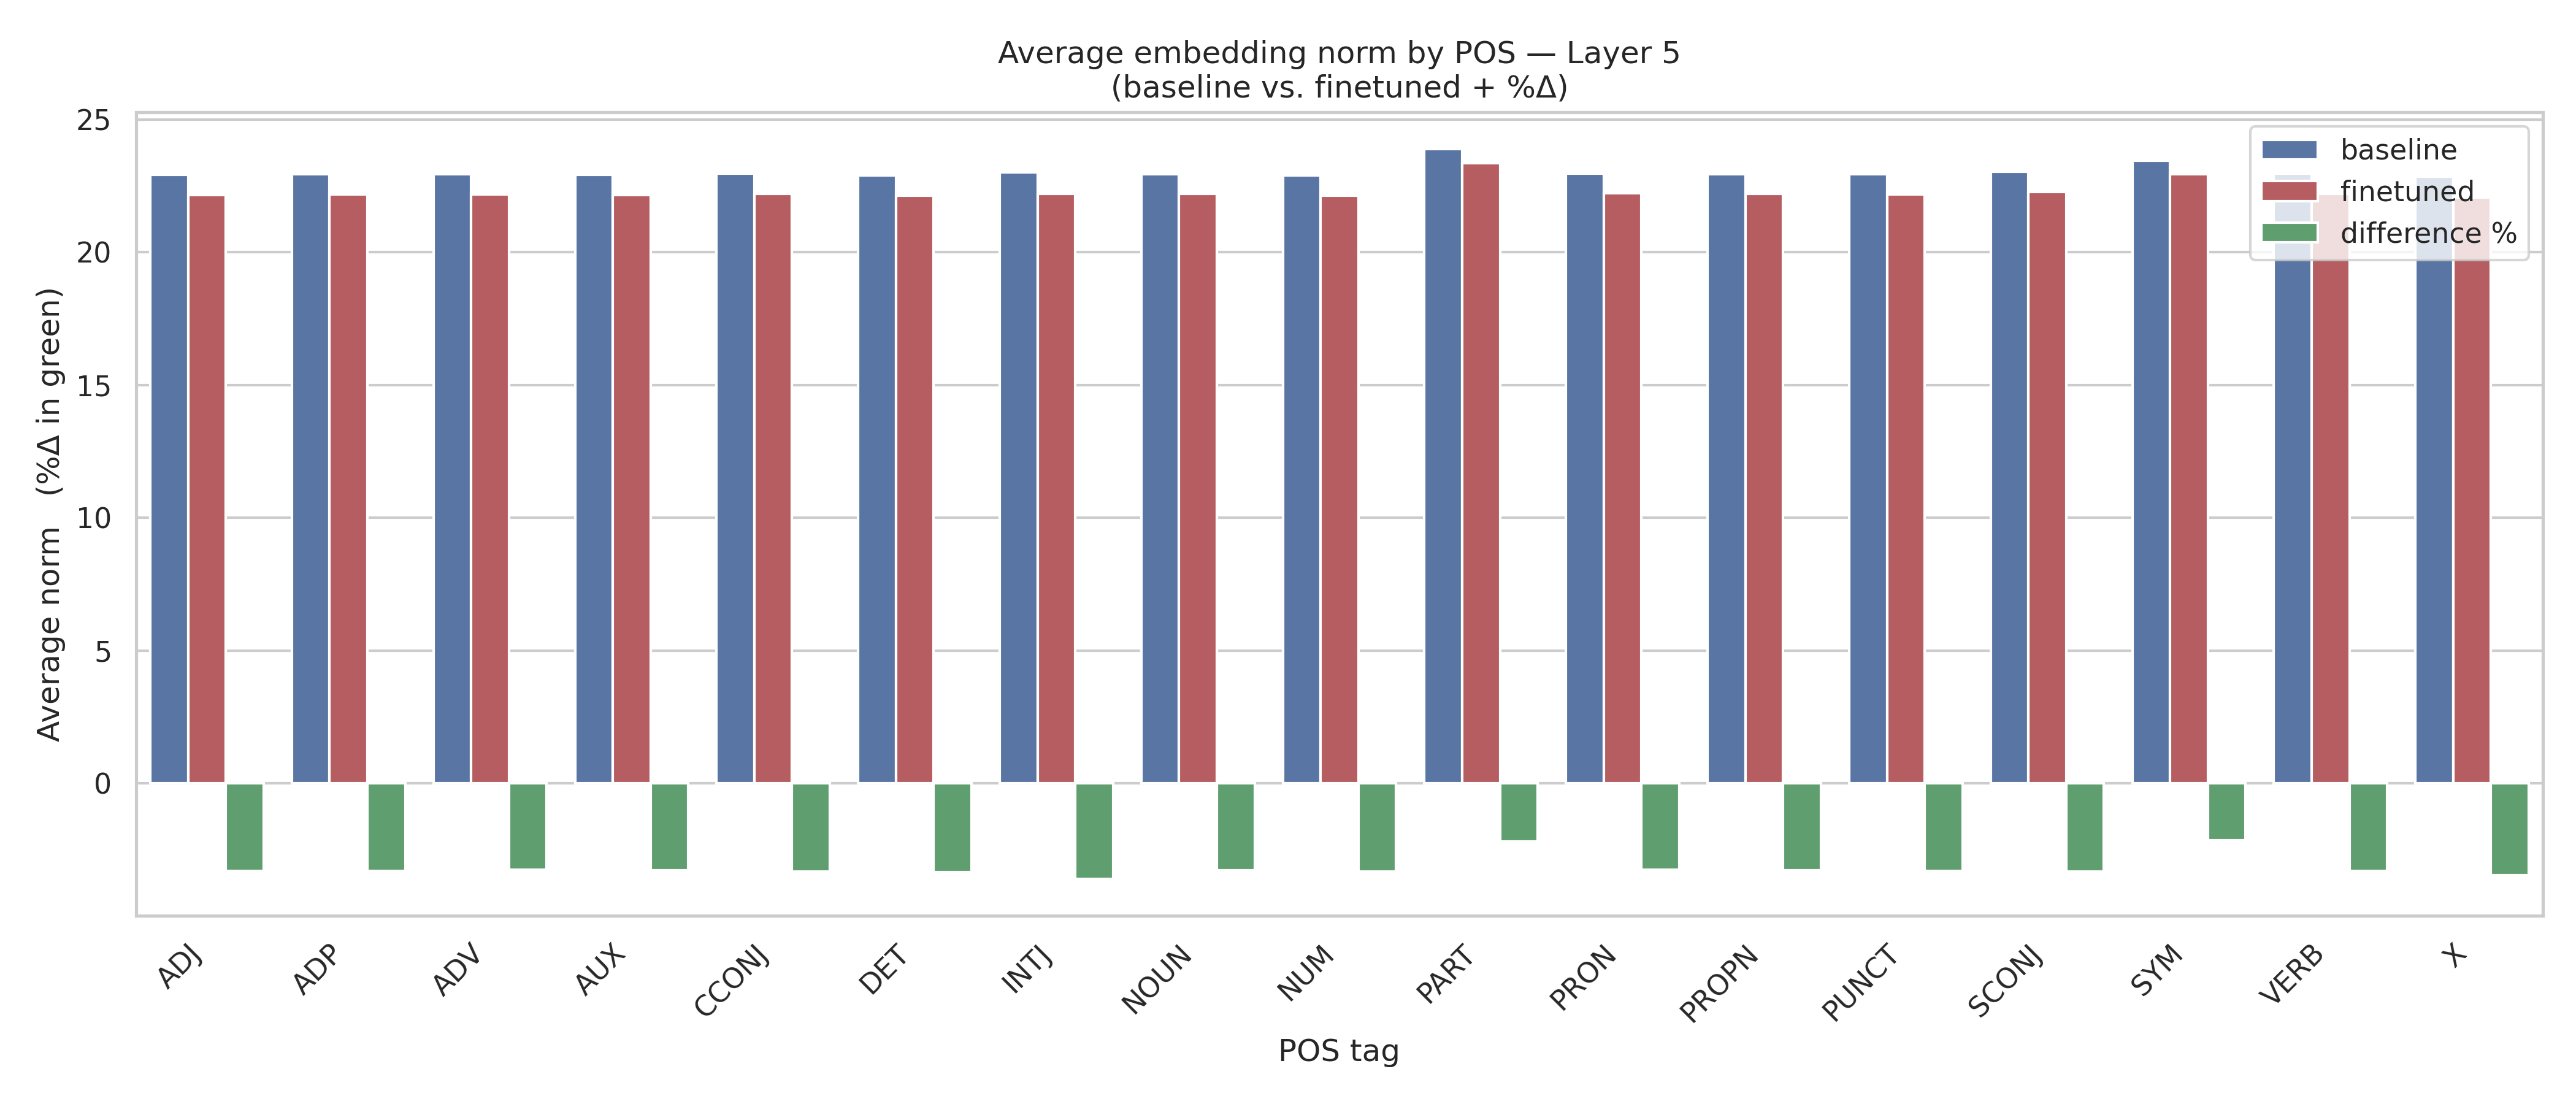 Average embedding norm by POS — Layer 5
(baseline vs. finetuned + %Δ)
baseline
finetuned
difference %
Average norm (%Δ in green)
25
20
15
10
5
0
ADJ
ADP
ADV
AUX
CCONJ
DET
INTJ
NOUN
NUM
PART
PRON
PROPN
PUNCT
SCONJ
SYM
VERB
X
POS tag